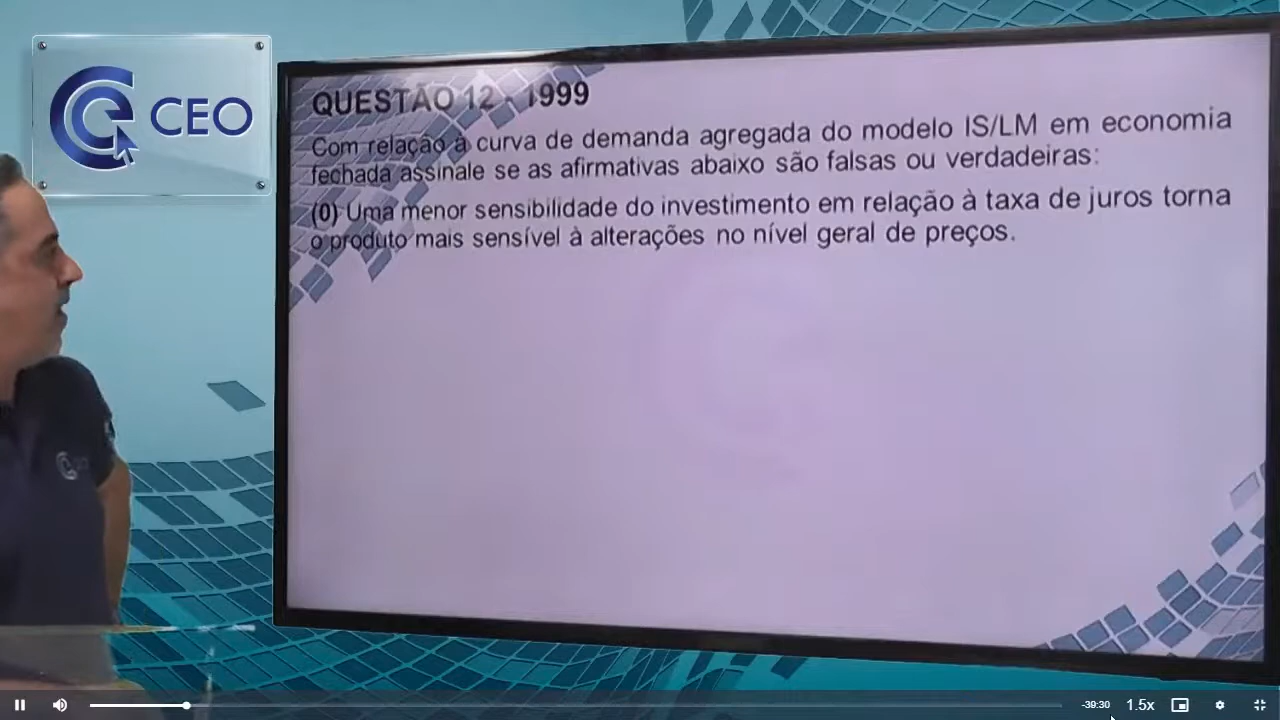 CEO
QUESTÃO 12 - 1999
Com relação à curva de demanda agregada do modelo IS/LM em economia
fechada assinale se as afirmativas abaixo são falsas ou verdadeiras:
(0) Uma menor sensibilidade do investimento em relação à taxa de juros torna
o produto mais sensível à alterações no nível geral de preços.
-39:30
1.5x